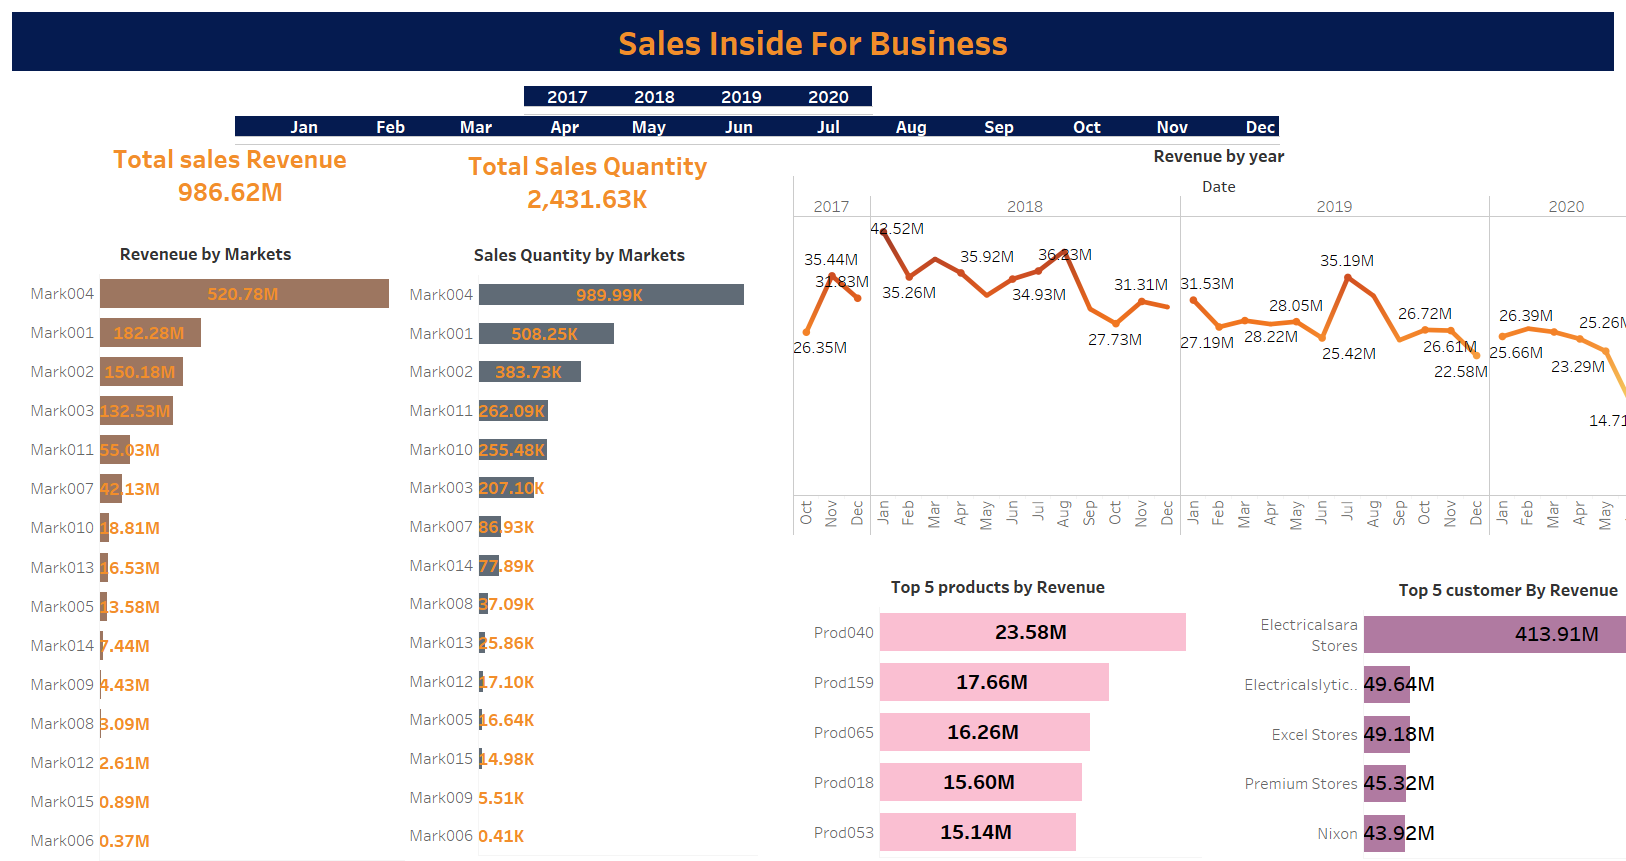 Sales Inside For Business
2017 2018 2019 2020
Jan Feb Mar Apr May Jun Jul Aug Sep Oct Nov Dec
Total sales Revenue
986.62M
Total Sales Quantity
2,431.63K
Reveneue by Markets
Mark004 520.78M
Mark001 182.28M
Mark002 150.18M
Mark003 132.53M
Mark011 55.03M
Mark007 42.13M
Mark010 18.81M
Mark013 16.53M
Mark005 13.58M
Mark014 7.44M
Mark009 4.43M
Mark008 3.09M
Mark012 2.61M
Mark015 0.89M
Mark006 0.37M
Sales Quantity by Markets
Mark004 989.99K
Mark001 508.25K
Mark002 383.73K
Mark011 262.09K
Mark010 255.48K
Mark003 207.10K
Mark007 86.93K
Mark014 77.89K
Mark008 37.09K
Mark013 25.86K
Mark012 17.10K
Mark005 16.64K
Mark015 14.98K
Mark009 5.51K
Mark006 0.41K
Revenue by year
Date
2017 2018 2019 2020
26.35M 35.44M 31.83M
42.52M 35.26M 35.92M 34.93M 36.23M 27.73M 31.31M
31.53M 27.19M 28.22M 28.05M 25.42M 35.19M 26.72M 26.61M 22.58M
25.66M 26.39M 23.29M 25.26M 14.71
Oct Nov Dec Jan Feb Mar Apr May Jun Jul Aug Sep Oct Nov Dec Jan Feb Mar Apr May Jun Jul Aug Sep Oct Nov Dec Jan Feb Mar Apr May
Top 5 products by Revenue
Prod040 23.58M
Prod159 17.66M
Prod065 16.26M
Prod018 15.60M
Prod053 15.14M
Top 5 customer By Revenue
Electricalsara
Stores 413.91M
Electricalslytic.. 49.64M
Excel Stores 49.18M
Premium Stores 45.32M
Nixon 43.92M